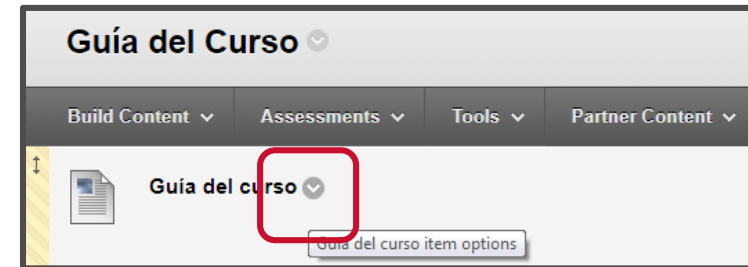 Guía del Curso
Build Content Assessments Tools Partner Content
Guía del curso
Guía del curso item options